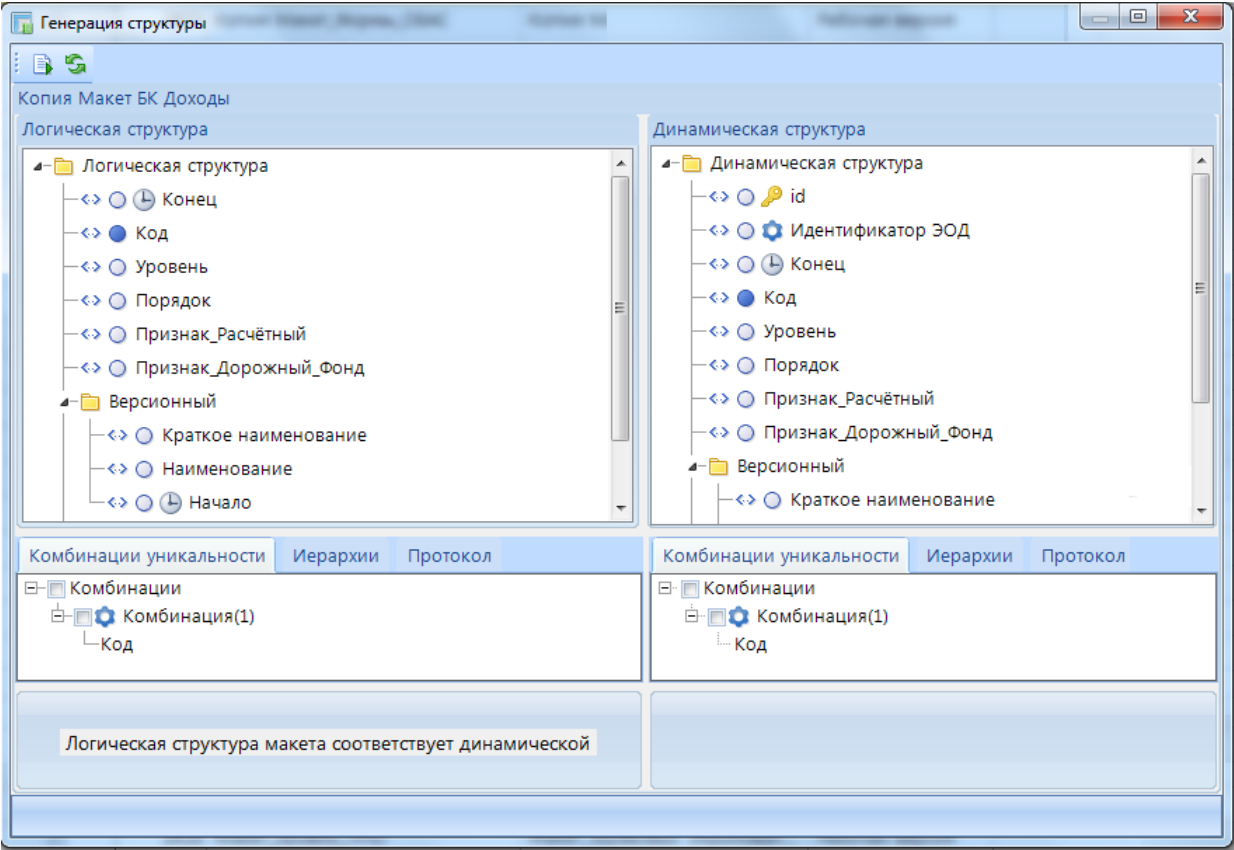 Генерация структуры
Копия Макет БК Доходы
Логическая структура
Логическая структура
Конец
Код
Уровень
Порядок
Признак_Расчётный
Признак_Дорожный_Фонд
Версионный
Краткое наименование
Наименование
Начало
Динамическая структура
Динамическая структура
id
Идентификатор ЭОД
Конец
Код
Уровень
Порядок
Признак_Расчётный
Признак_Дорожный_Фонд
Версионный
Краткое наименование
Комбинации уникальности Иерархии Протокол
Комбинации
Комбинация(1)
Код
Комбинации уникальности Иерархии Протокол
Комбинации
Комбинация(1)
Код
Логическая структура макета соответствует динамической